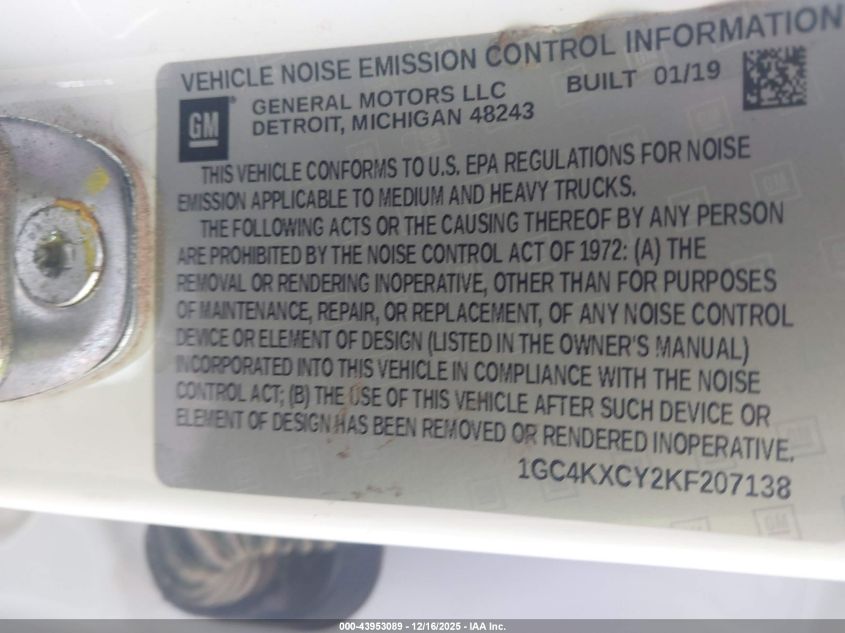 VEHICLE NOISE EMISSION CONTROL INFORMATION
GM
GENERAL MOTORS LLC
BUILT 01/19
DETROIT, MICHIGAN 48243
THIS VEHICLE CONFORMS TO U.S. EPA REGULATIONS FOR NOISE
EMISSION APPLICABLE TO MEDIUM AND HEAVY TRUCKS.
THE FOLLOWING ACTS OR THE CAUSING THEREOF BY ANY PERSON
ARE PROHIBITED BY THE NOISE CONTROL ACT OF 1972: (A) THE
REMOVAL OR RENDERING INOPERATIVE, OTHER THAN FOR PURPOSES
OF MAINTENANCE, REPAIR, OR REPLACEMENT, OF ANY NOISE CONTROL
DEVICE OR ELEMENT OF DESIGN (LISTED IN THE OWNER'S MANUAL)
INCORPORATED INTO THIS VEHICLE IN COMPLIANCE WITH THE NOISE
CONTROL ACT; (B) THE USE OF THIS VEHICLE AFTER SUCH DEVICE OR
ELEMENT OF DESIGN HAS BEEN REMOVED OR RENDERED INOPERATIVE.
1GC4KXCY2KF207138
000-43953089 - 12/16/2025 - IAA Inc.